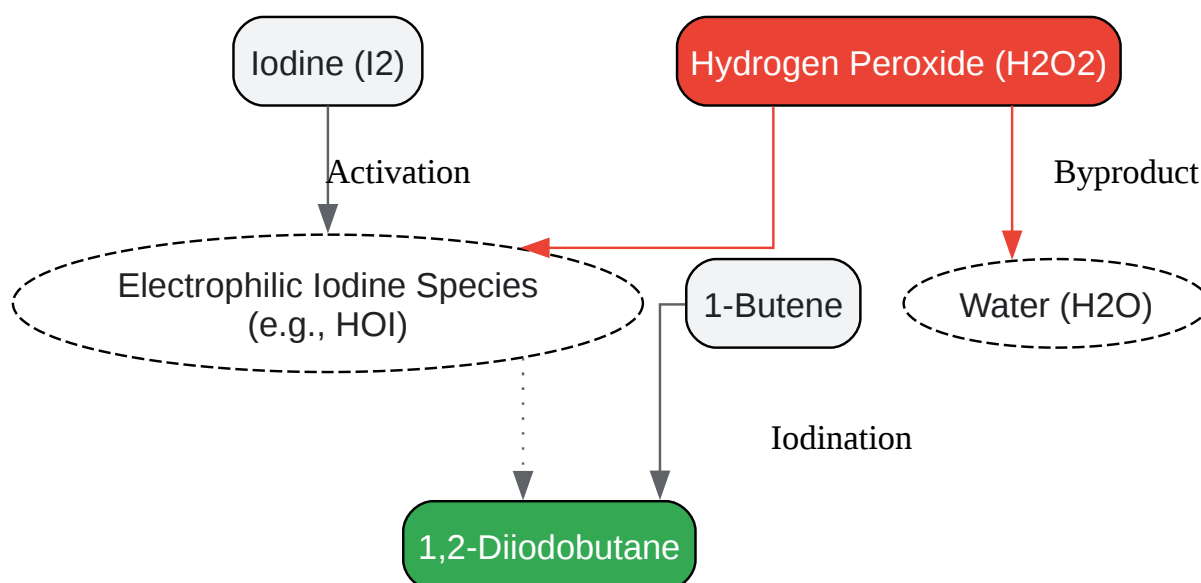 Iodine (I2)
Hydrogen Peroxide (H2O2)
Activation
Byproduct
Electrophilic Iodine Species
(e.g., HOI)
1-Butene
Water (H2O)
Iodination
1,2-Diiodobutane